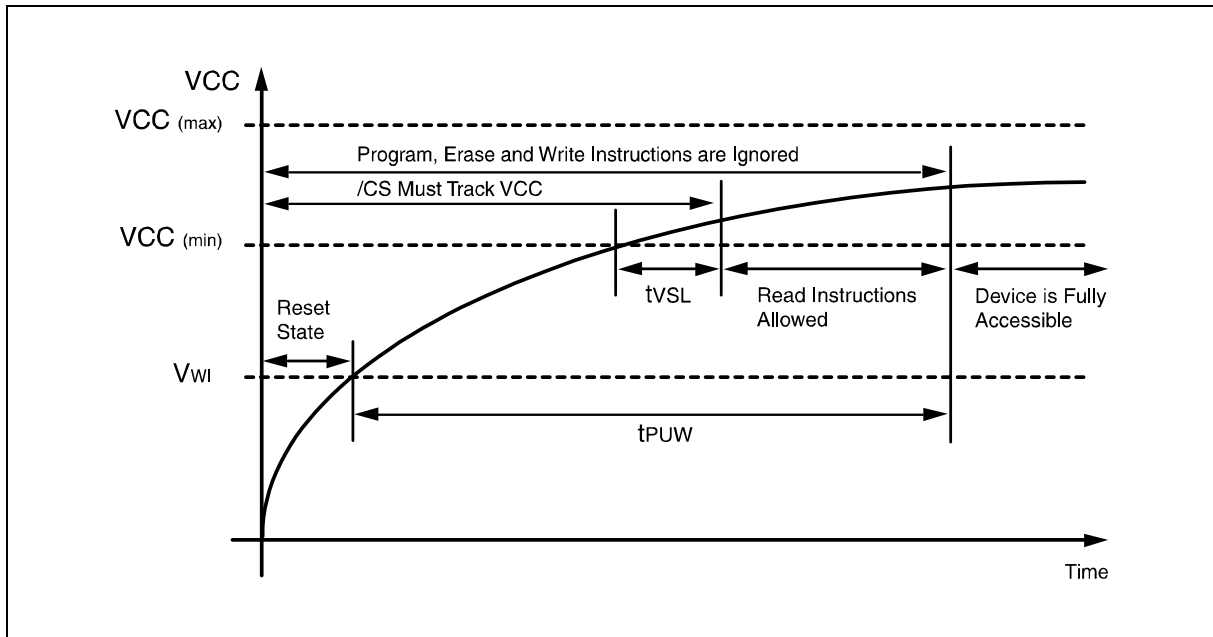 VCC
VCC (max)
Program, Erase and Write Instructions are Ignored
/CS Must Track VCC
VCC (min)
tVSL
Read Instructions
Allowed
Device is Fully
Accessible
Reset
State
VWI
tPUW
Time